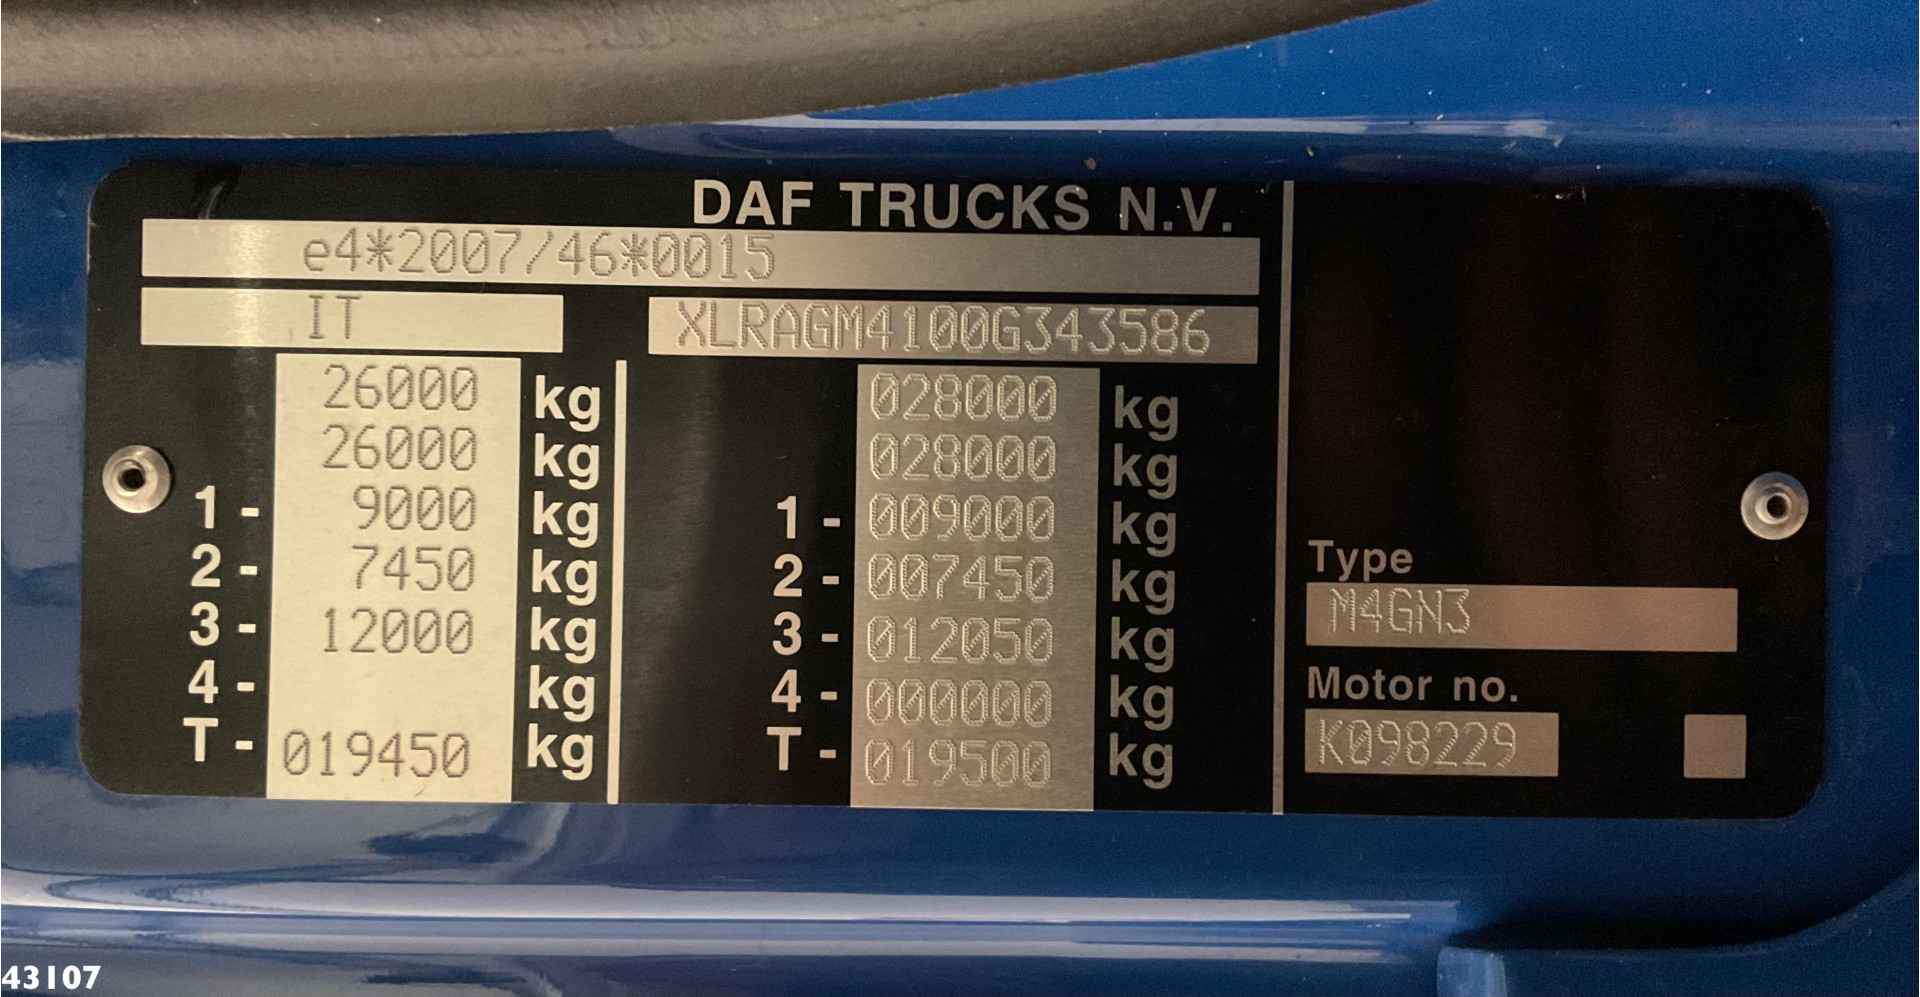 DAF TRUCKS N.V.
e4*2007/46*0015
IT XLRAGM4100G343586
26000 kg 028000 kg
26000 kg 028000 kg
1- 9000 kg 1- 009000 kg
2- 7450 kg 2- 007450 kg
3- 12000 kg 3- 012050 kg
4- kg 4- 000000 kg
T- 019450 kg T- 019500 kg
Type
M4GN3
Motor no.
K098229
43107